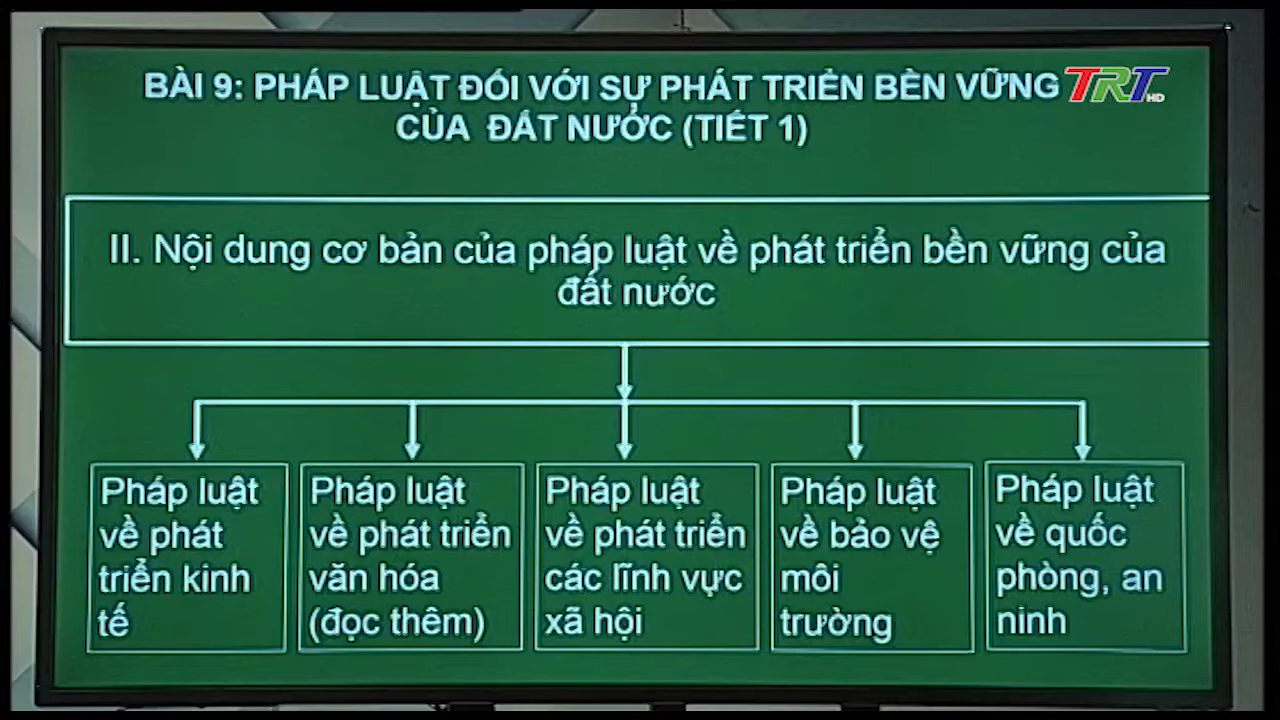 BÀI 9: PHÁP LUẬT ĐỐI VỚI SỰ PHÁT TRIỂN BỀN VỮNG
TRT HD
CỦA ĐẤT NƯỚC (TIẾT 1)
II. Nội dung cơ bản của pháp luật về phát triển bền vững của
đất nước
Pháp luật
về phát
triển kinh
tế
Pháp luật
về phát triển
văn hóa
(đọc thêm)
Pháp luật
về phát triển
các lĩnh vực
xã hội
Pháp luật
về bảo vệ
môi
trường
Pháp luật
về quốc
phòng, an
ninh